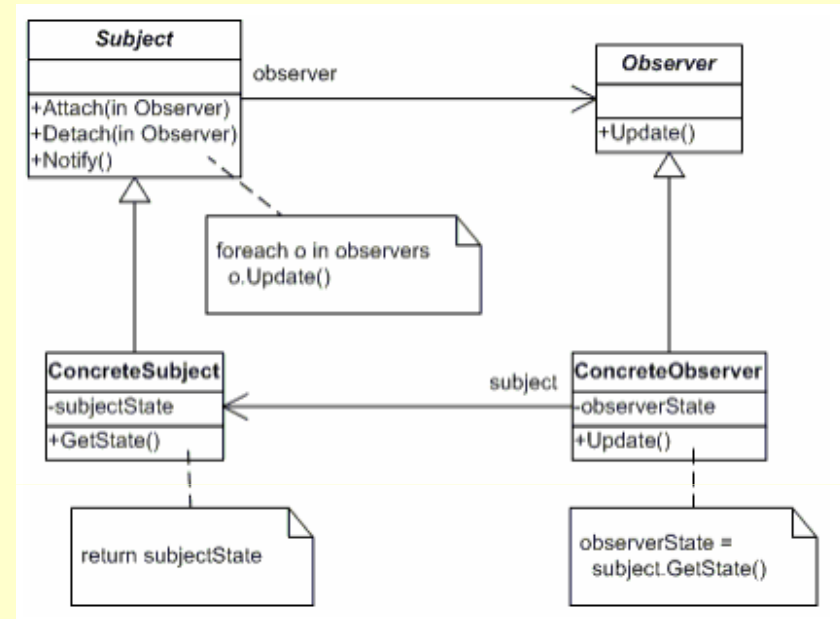 Subject
+Attach(in Observer)
+Detach(in Observer)
+Notify()
observer
Observer
+Update()
foreach o in observers
o.Update()
ConcreteSubject
-subjectState
+GetState()
subject
ConcreteObserver
-observerState
+Update()
return subjectState
observerState =
subject.GetState()